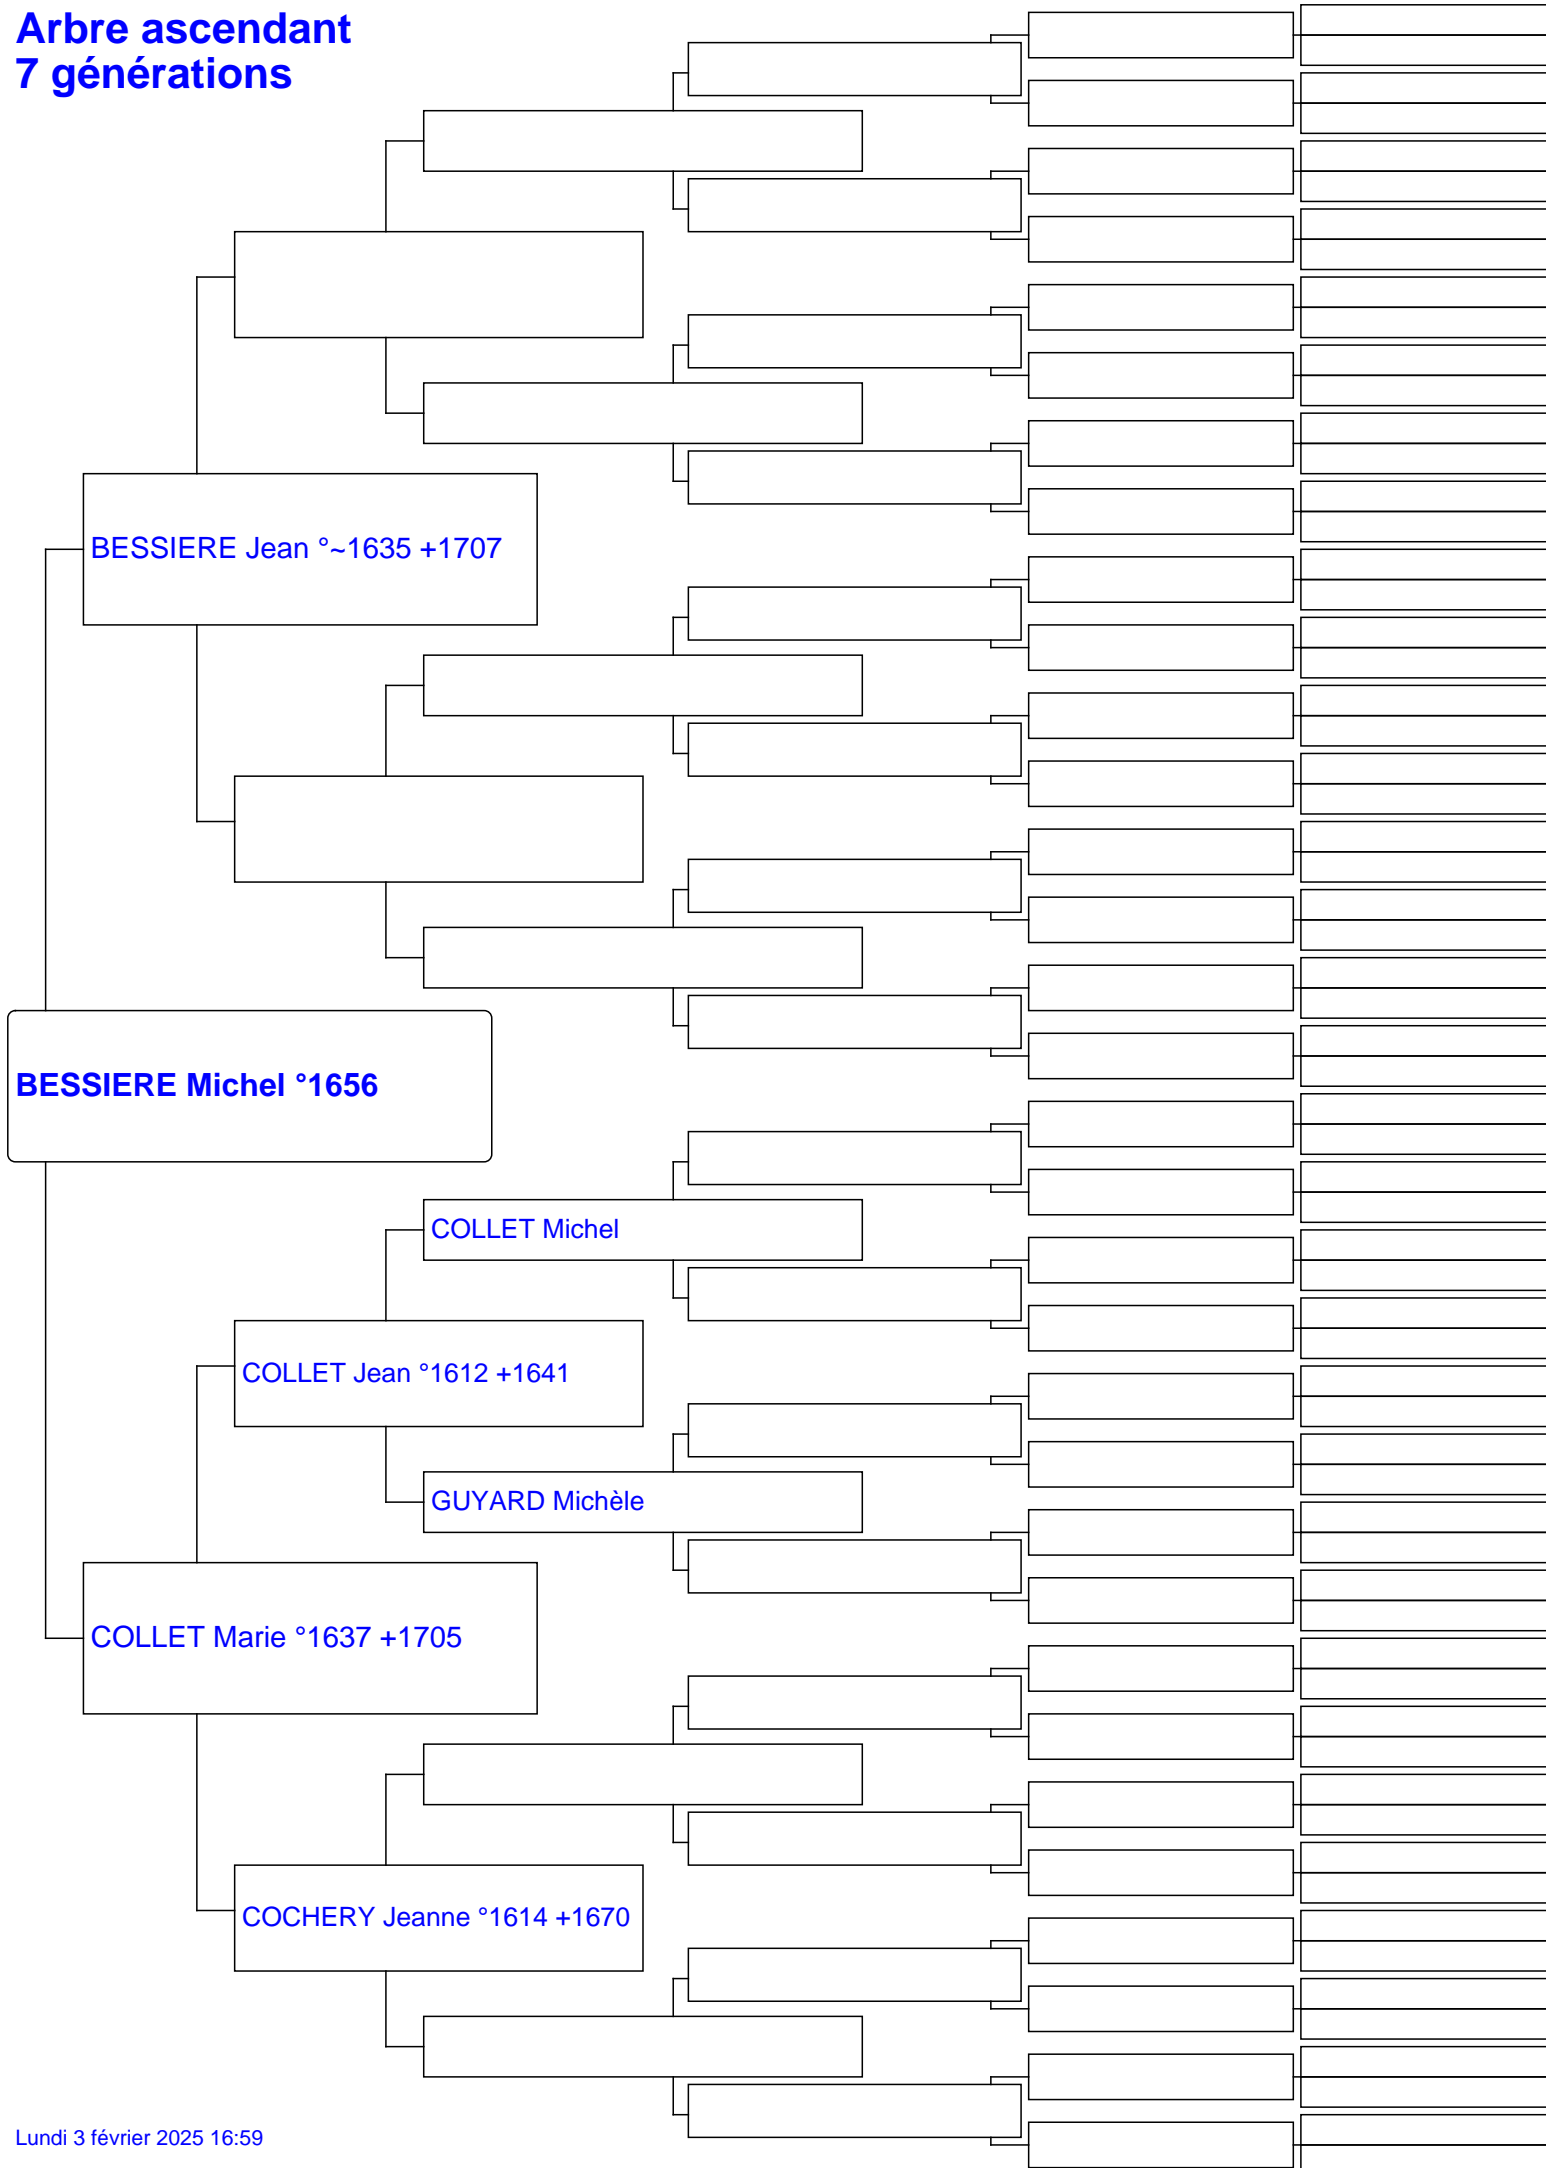 Arbre ascendant
7 générations
BESSIERE Jean °~1635 +1707
BESSIERE Michel °1656
COLLET Michel
COLLET Jean °1612 +1641
GUYARD Michèle
COLLET Marie °1637 +1705
COCHERY Jeanne °1614 +1670
Lundi 3 février 2025 16:59